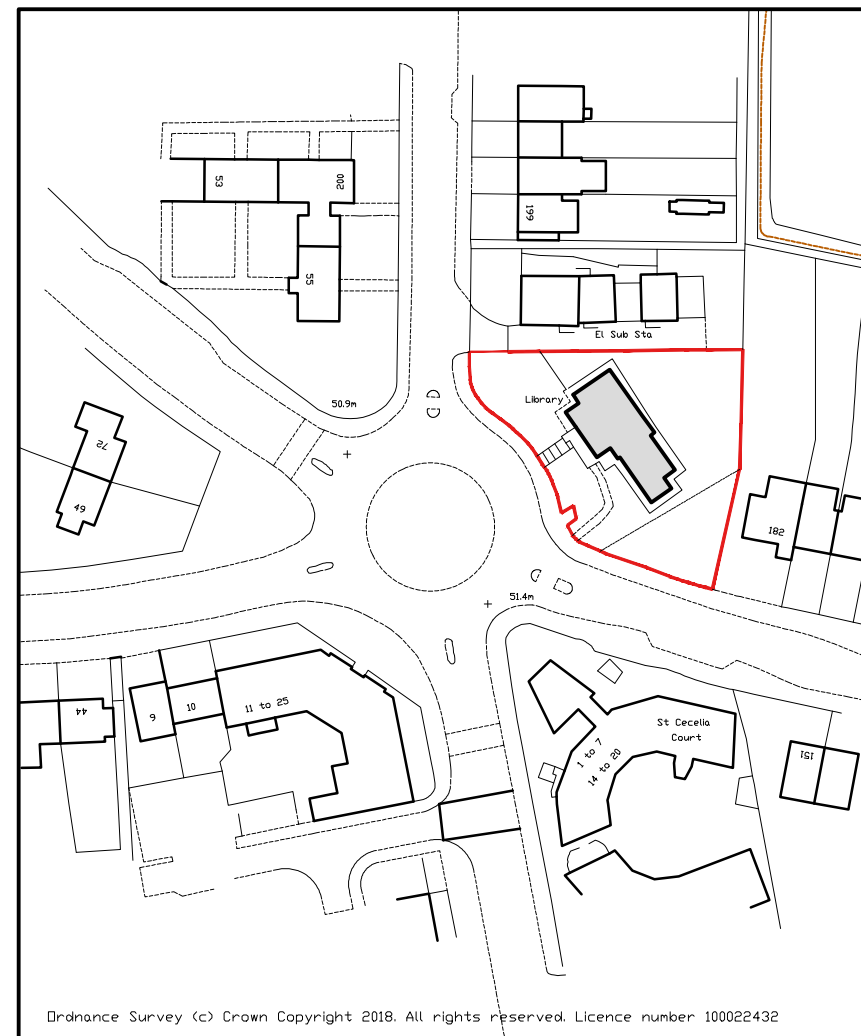 53
200
199
55
El Sub Sta
Library
50.9m
72
49
182
51.4m
44
9
10
11 to 25
St Cecelia
Court
1 to 7
14 to 20
151
Ordnance Survey (c) Crown Copyright 2018. All rights reserved. Licence number 100022432